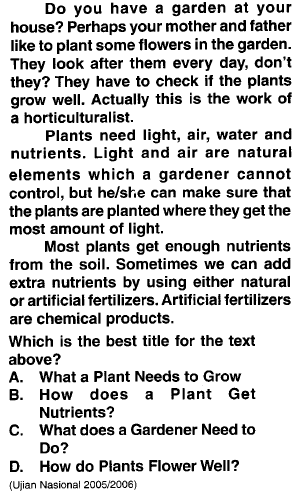 Do you have a garden at your
house? Perhaps your mother and father
like to plant some flowers in the garden.
They look after them every day, don't
they? They have to check if the plants
grow well. Actually this is the work of
a horticulturalist.
Plants need light, air, water and
nutrients. Light and air are natural
elements which a gardener cannot
control, but he/she can make sure that
the plants are planted where they get the
most amount of light.
Most plants get enough nutrients
from the soil. Sometimes we can add
extra nutrients by using either natural
or artificial fertilizers. Artificial fertilizers
are chemical products.
Which is the best title for the text
above?
A. What a Plant Needs to Grow
B. How does a Plant Get
Nutrients?
C. What does a Gardener Need to
Do?
D. How do Plants Flower Well?
(Ujian Nasional 2005/2006)